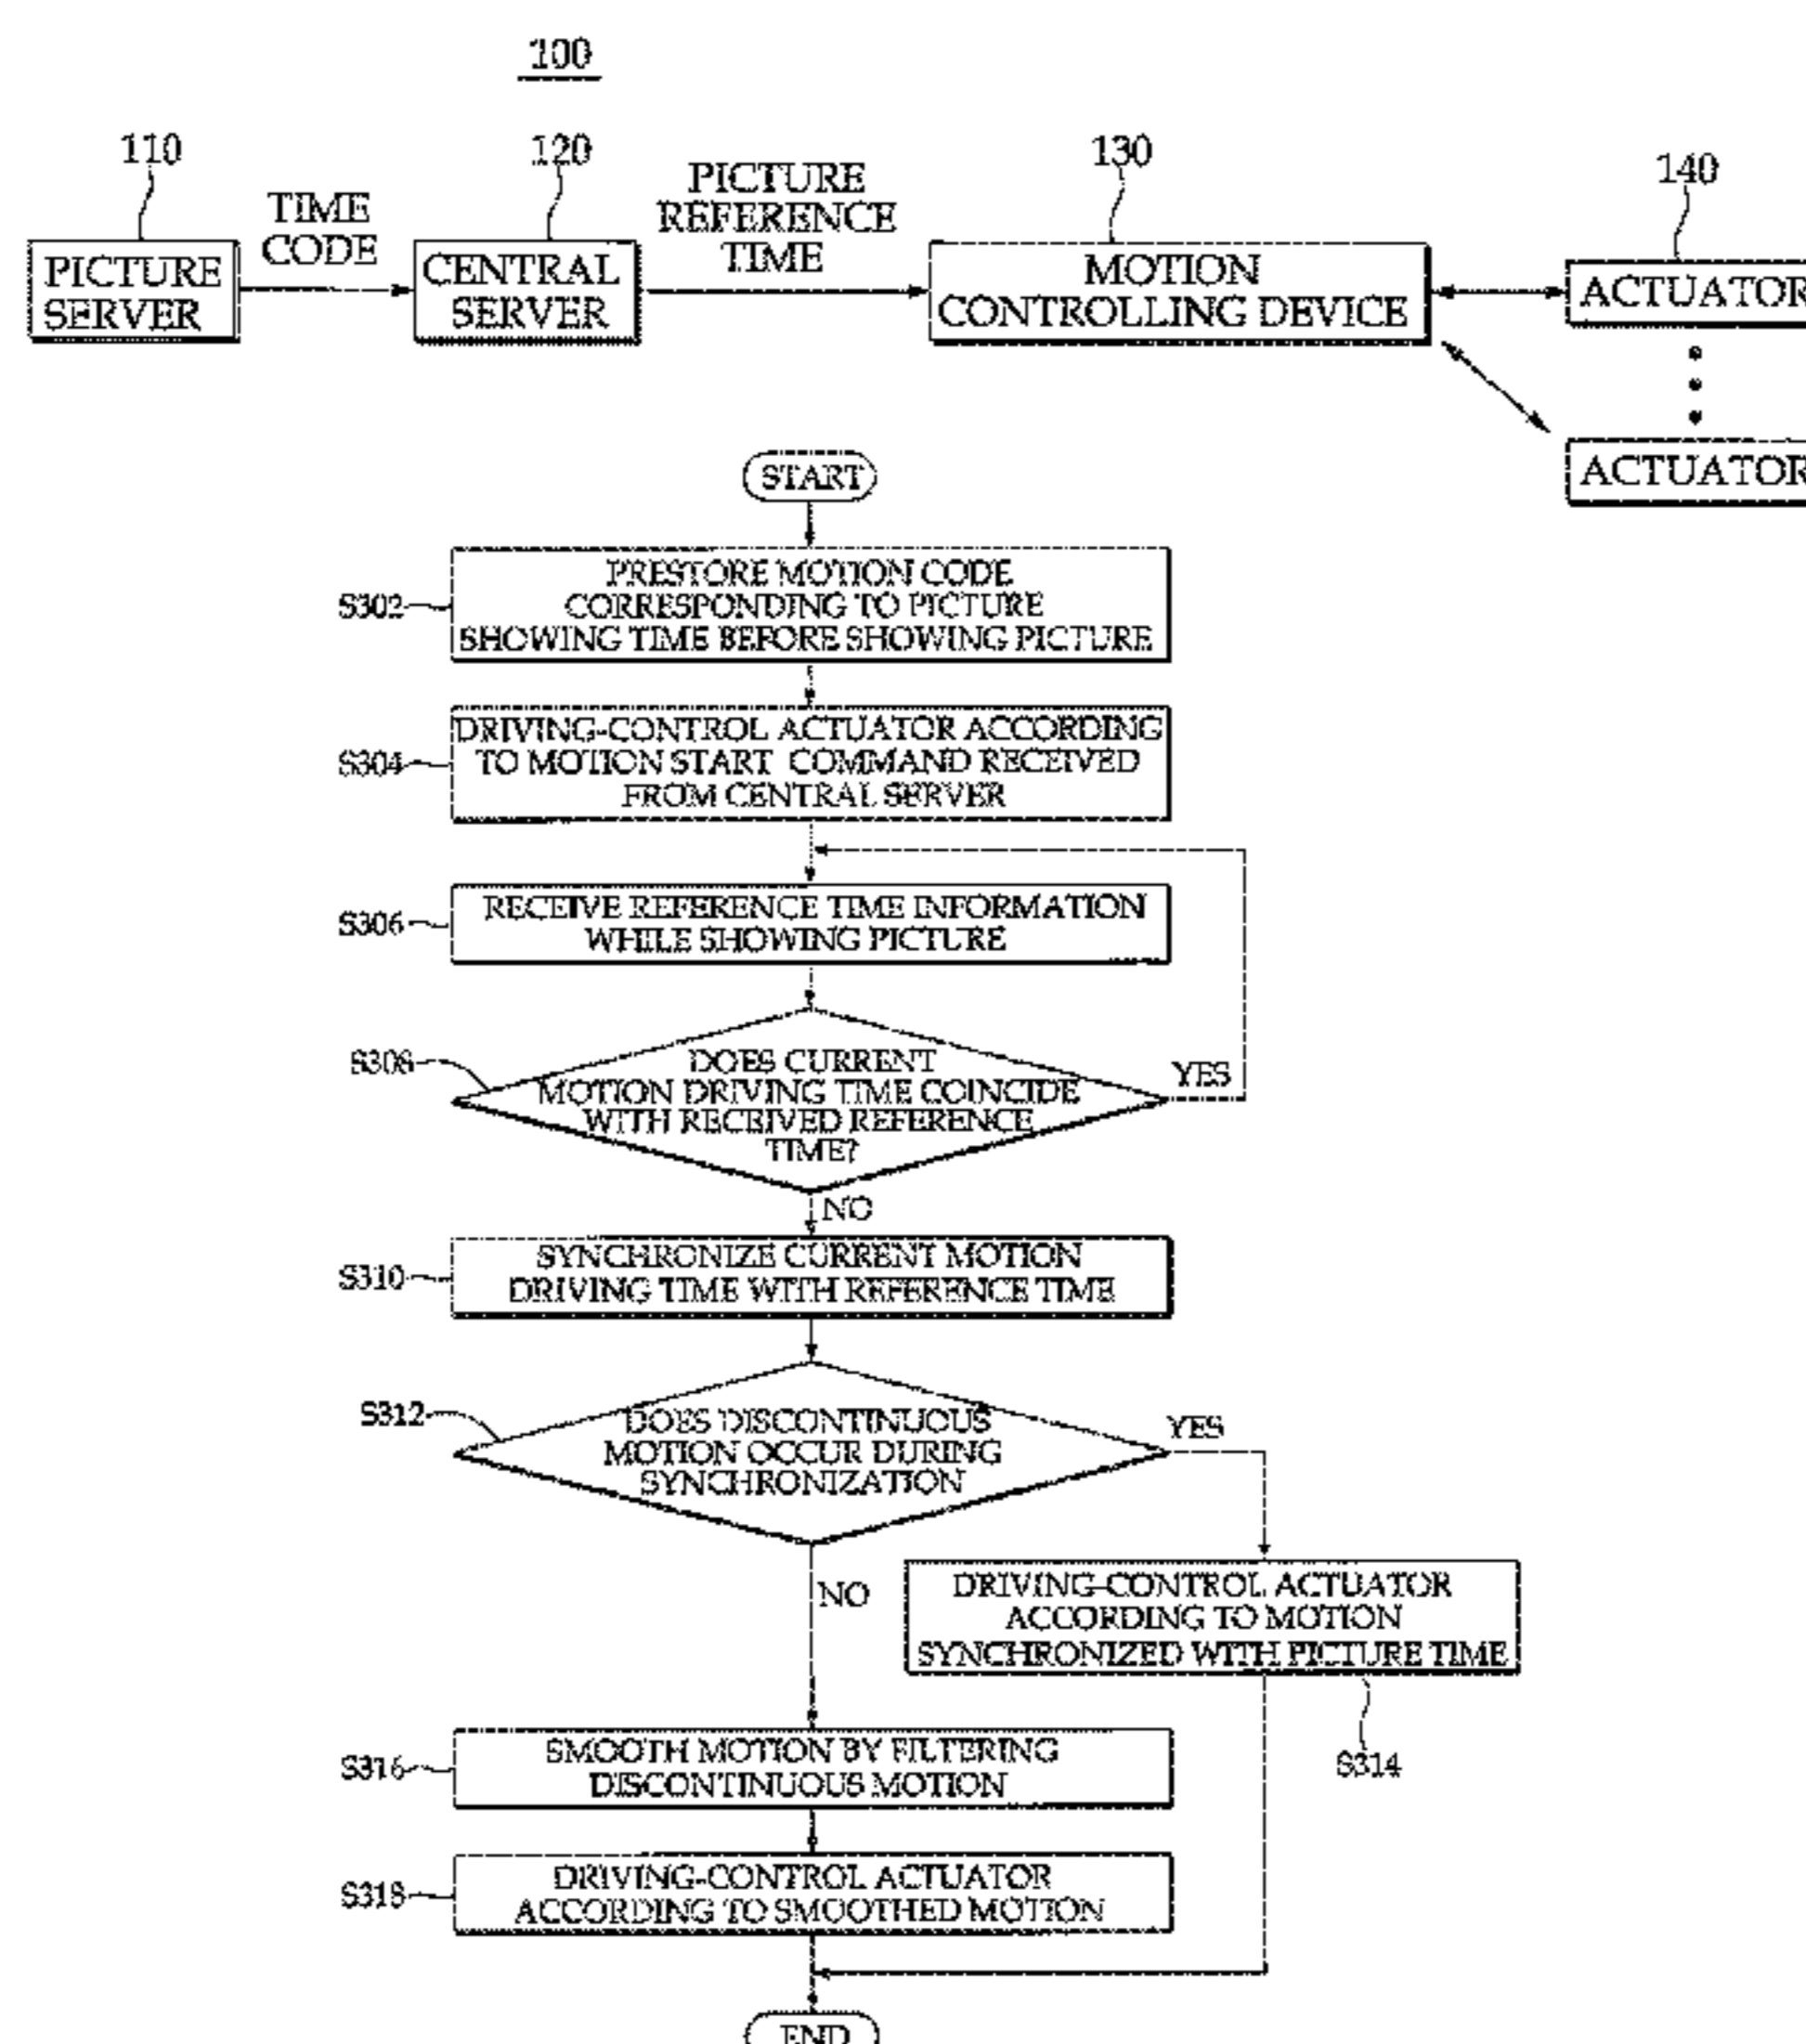 100
110
TIME
CODE
120
PICTURE
REFERENCE
TIME
130
140
PICTURE
SERVER
CENTRAL
SERVER
MOTION
CONTROLLING DEVICE
ACTUATOR
ACTUATOR
START
S302
PRESTORE MOTION CODE
CORRESPONDING TO PICTURE
SHOWING TIME BEFORE SHOWING PICTURE
S304
DRIVING-CONTROL ACTUATOR ACCORDING
TO MOTION START COMMAND RECEIVED
FROM CENTRAL SERVER
S306
RECEIVE REFERENCE TIME INFORMATION
WHILE SHOWING PICTURE
S308
DOES CURRENT
MOTION DRIVING TIME COINCIDE
WITH RECEIVED REFERENCE
TIME?
YES
NO
S310
SYNCHRONIZE CURRENT MOTION
DRIVING TIME WITH REFERENCE TIME
S312
DOES DISCONTINUOUS
MOTION OCCUR DURING
SYNCHRONIZATION
YES
NO
DRIVING-CONTROL ACTUATOR
ACCORDING TO MOTION
SYNCHRONIZED WITH PICTURE TIME
S314
S316
SMOOTH MOTION BY FILTERING
DISCONTINUOUS MOTION
S318
DRIVING-CONTROL ACTUATOR
ACCORDING TO SMOOTHED MOTION
END